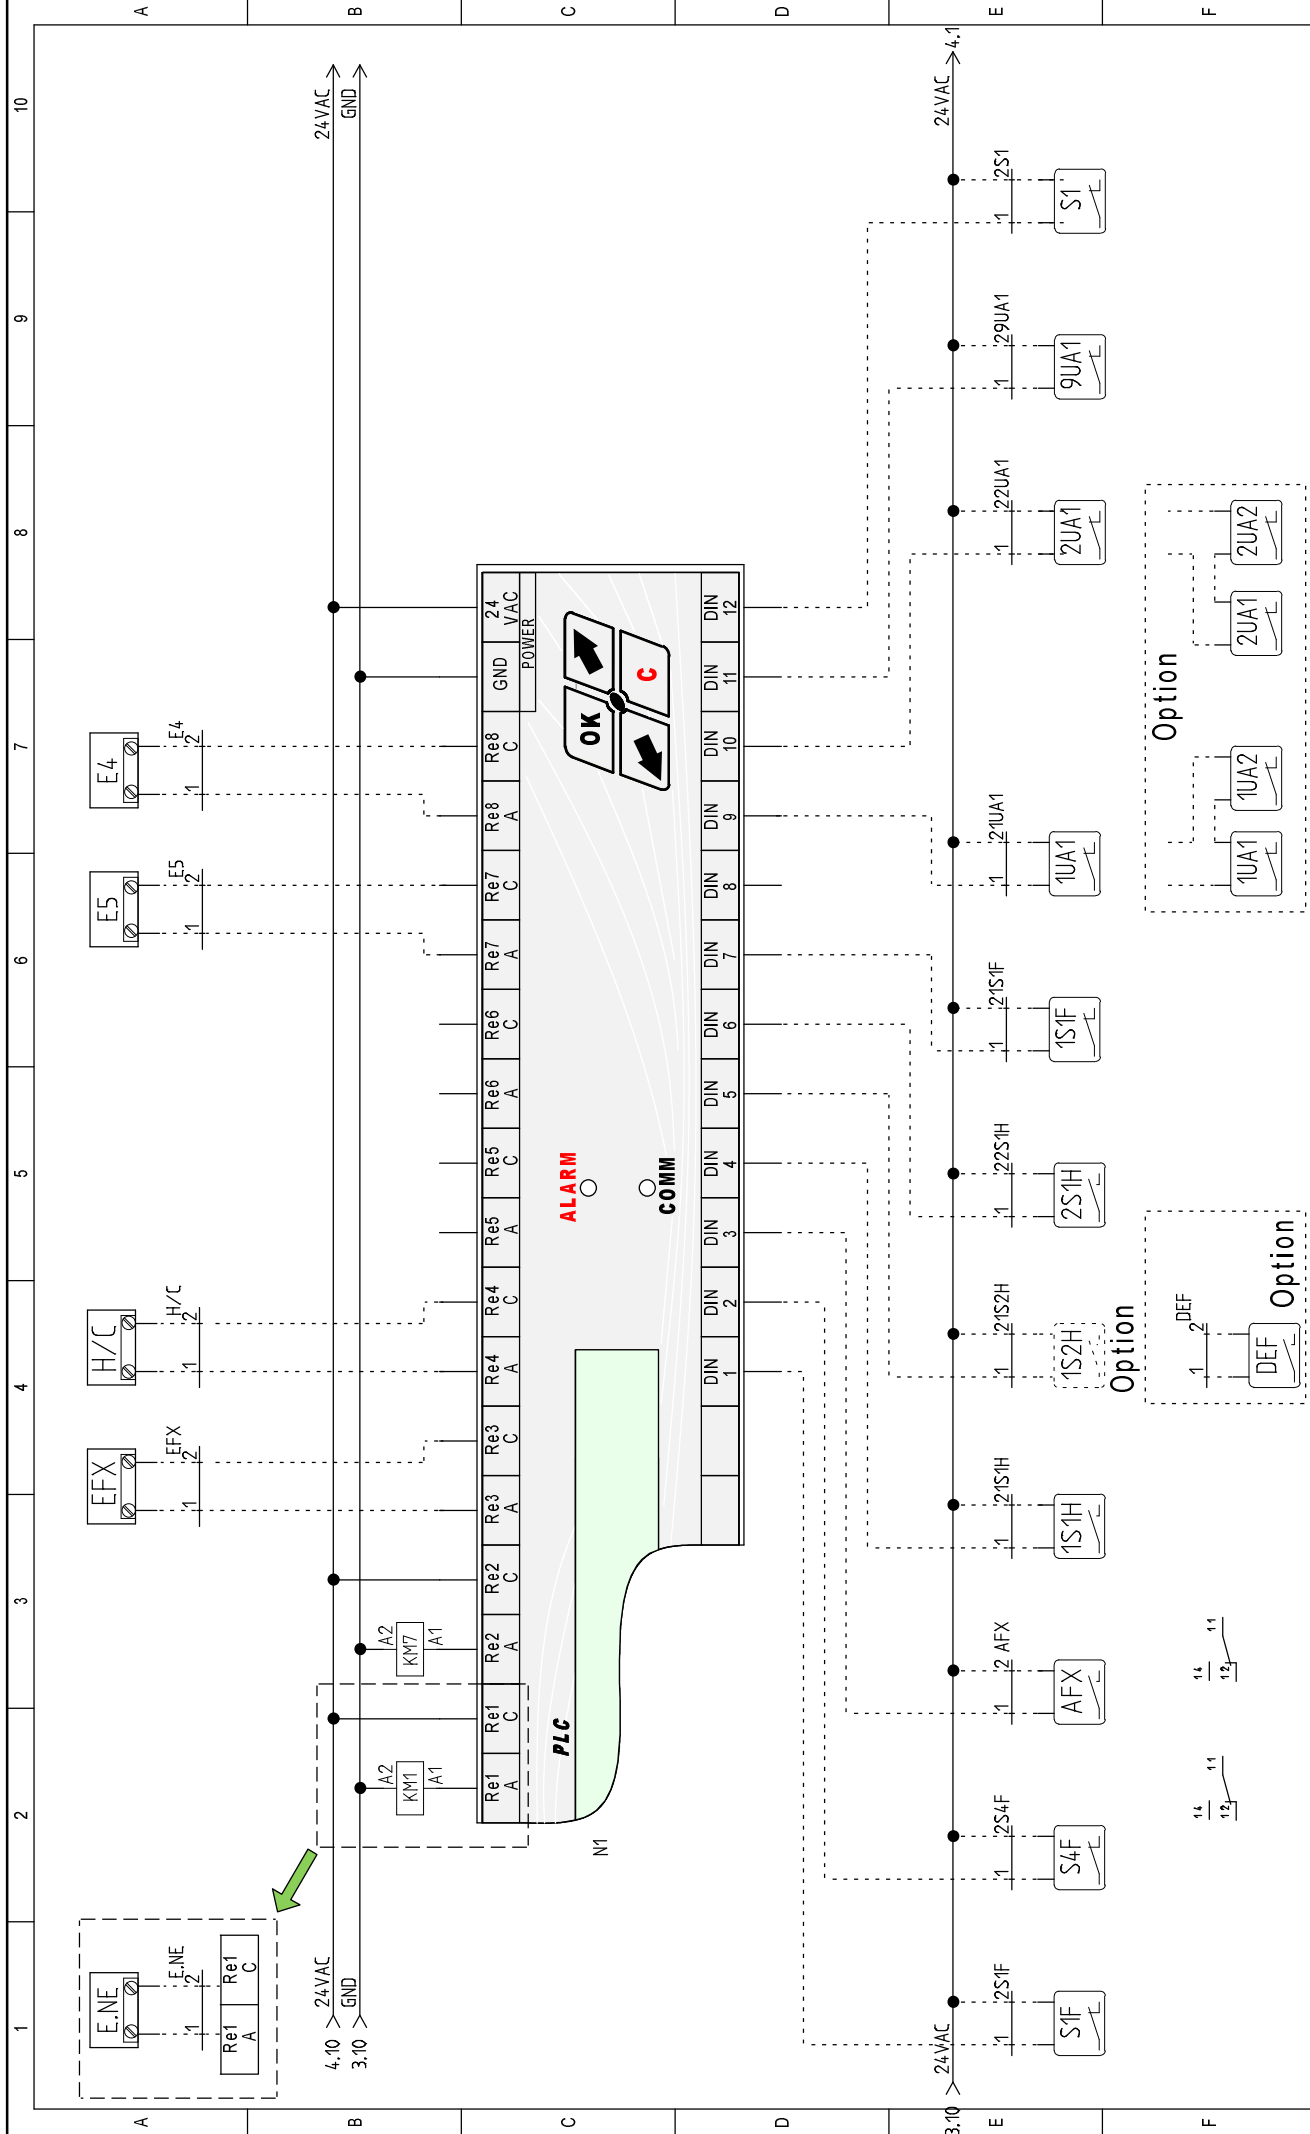 A
B
C
D
E
F
1
2
3
4
5
6
7
8
9
10
E.NE
E.NE
1
2
Re1 A
Re1 C
EFX
EFX
1
2
H/C
H/C
1
2
E5
E5
1
2
E4
E4
1
2
4.10
24VAC
24VAC
3.10
GND
GND
A2
KM1
A1
A2
KM7
A1
Re1 A
Re1 C
Re2 A
Re2 C
Re3 A
Re3 C
Re4 A
Re4 C
Re5 A
Re5 C
Re6 A
Re6 C
Re7 A
Re7 C
Re8 A
Re8 C
GND
24 VAC
POWER
N1
PLC
ALARM
COMM
OK
C
DIN 1
DIN 2
DIN 3
DIN 4
DIN 5
DIN 6
DIN 7
DIN 8
DIN 9
DIN 10
DIN 11
DIN 12
3.10
24VAC
24VAC
4.1
1
2S1F
S1F
1
2S4F
S4F
1
2 AFX
AFX
1
21S1H
1S1H
1
21S2H
1S2H
Option
1
22S1H
2S1H
1
21S1F
1S1F
1
21UA1
1UA1
1
22UA1
2UA1
1
29UA1
9UA1
1
2S1
S1
14
12
11
14
12
11
1
2
DEF
DEF
Option
Option
1UA1
1UA2
2UA1
2UA2
A
B
C
D
E
F